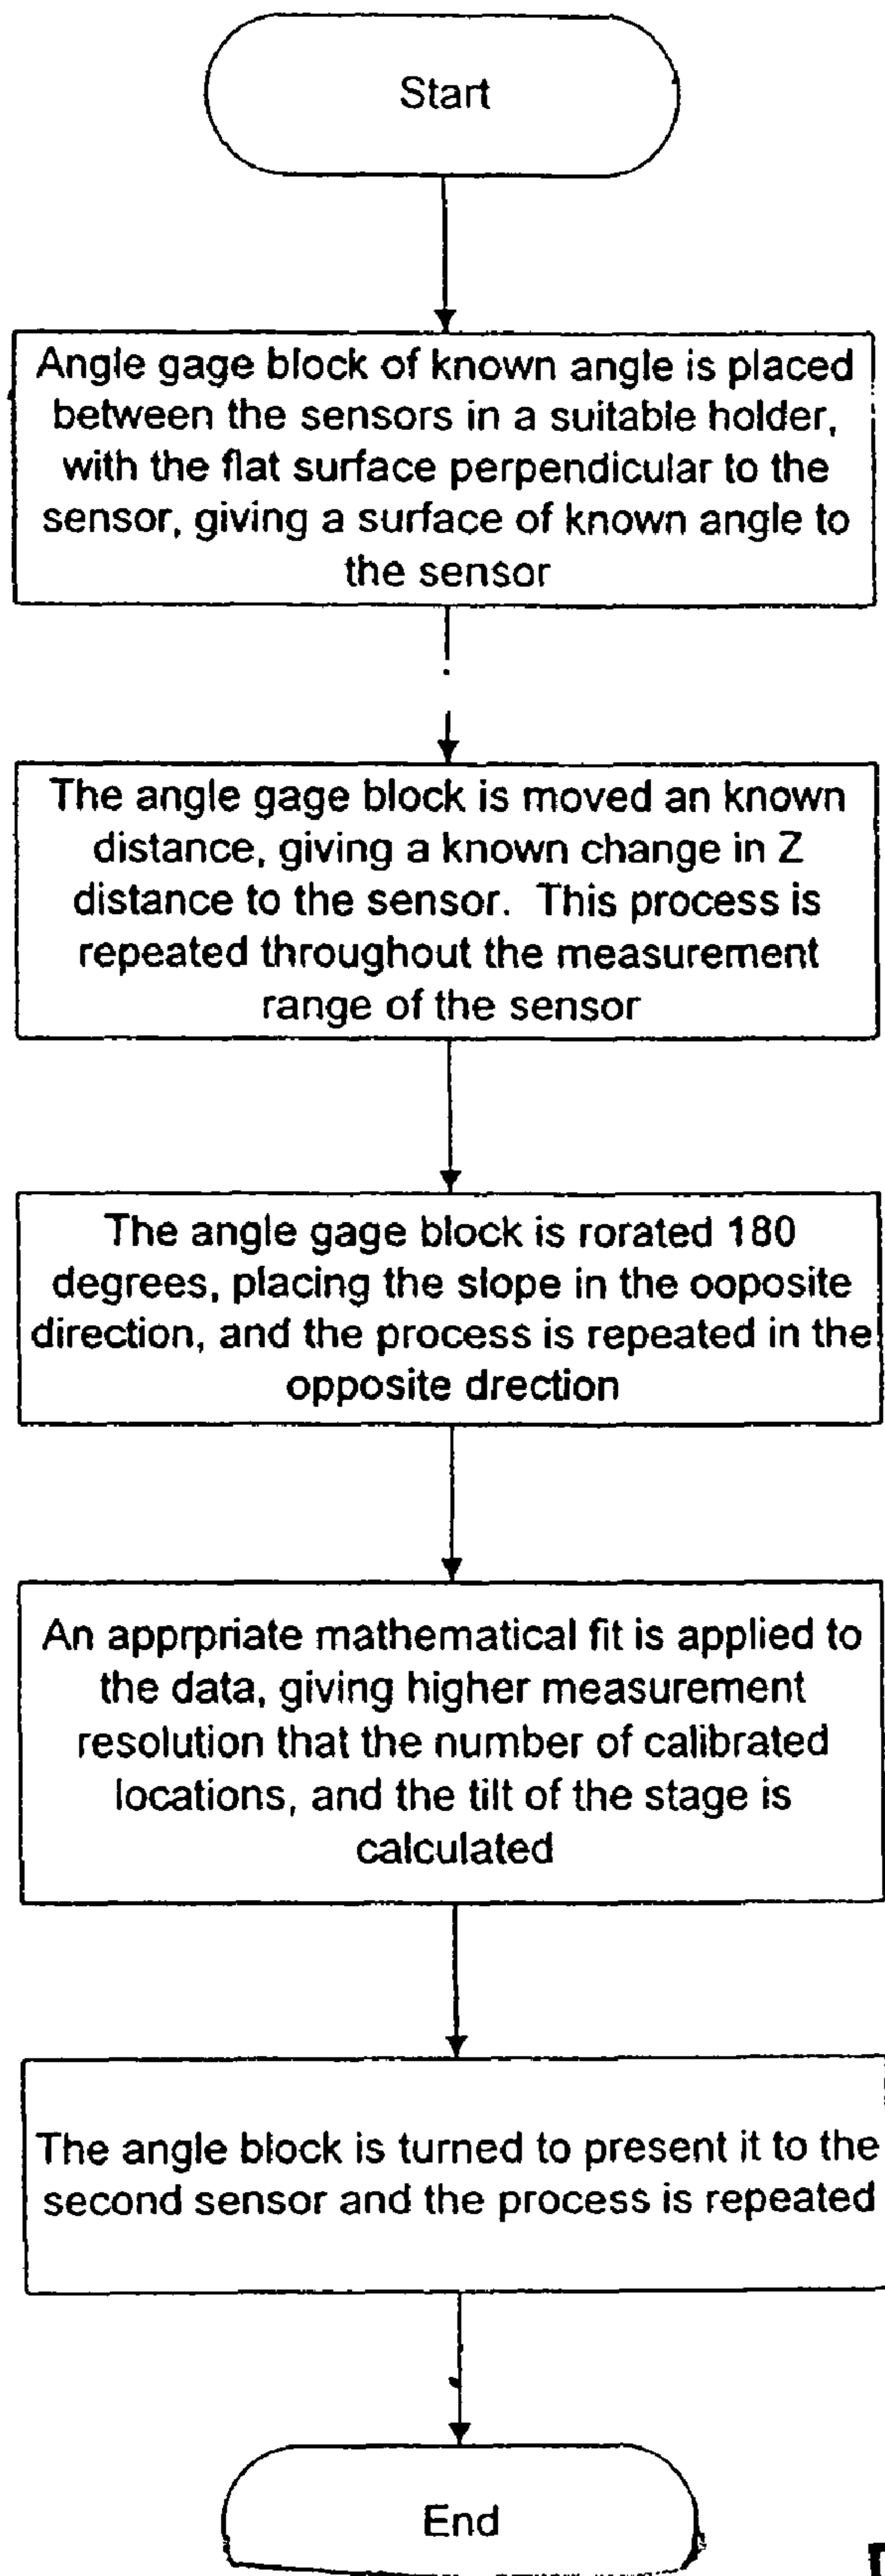 Start
Angle gage block of known angle is placed
between the sensors in a suitable holder,
with the flat surface perpendicular to the
sensor, giving a surface of known angle to
the sensor
The angle gage block is moved an known
distance, giving a known change in Z
distance to the sensor. This process is
repeated throughout the measurement
range of the sensor
The angle gage block is rorated 180
degrees, placing the slope in the ooposite
direction, and the process is repeated in the
opposite drection
An apprpriate mathematical fit is applied to
the data, giving higher measurement
resolution that the number of calibrated
locations, and the tilt of the stage is
calculated
The angle block is turned to present it to the
second sensor and the process is repeated
End